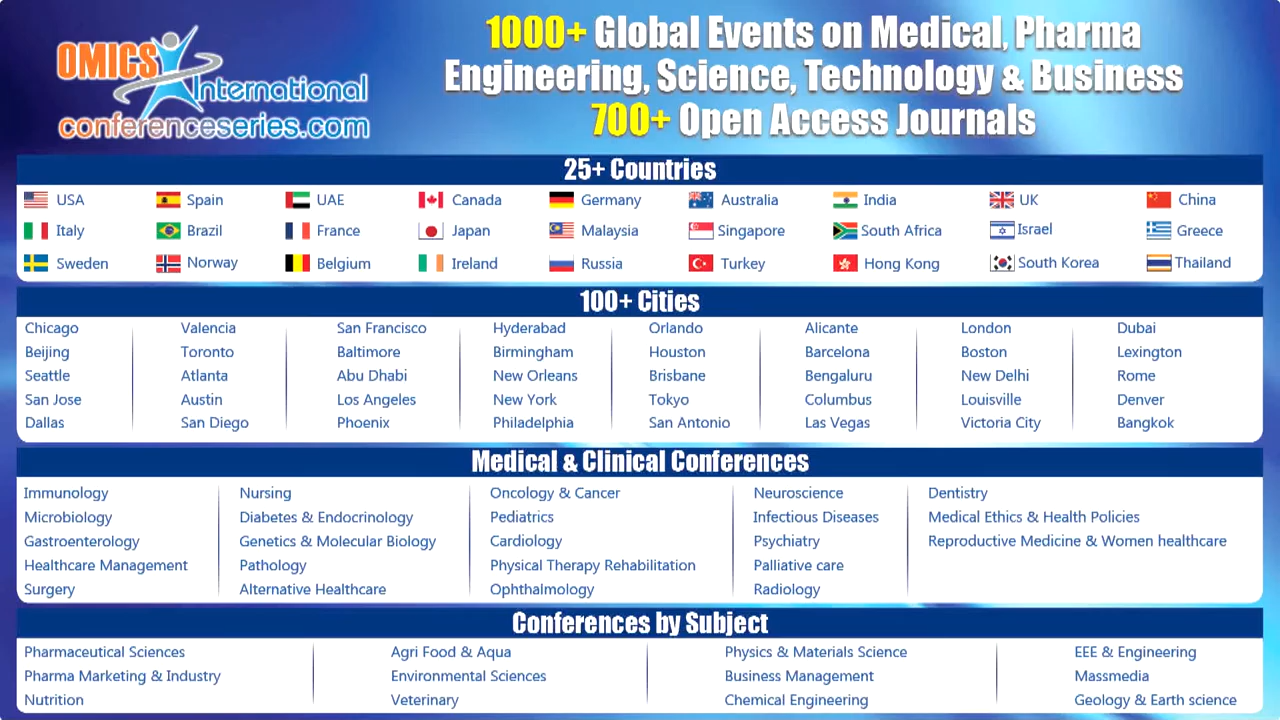 OMICS
International
conferenceseries.com
1000+ Global Events on Medical, Pharma
Engineering, Science, Technology & Business
700+ Open Access Journals
25+ Countries
USA Spain UAE Canada Germany Australia India UK China
Italy Brazil France Japan Malaysia Singapore South Africa Israel Greece
Sweden Norway Belgium Ireland Russia Turkey Hong Kong South Korea Thailand
100+ Cities
Chicago Valencia San Francisco Hyderabad Orlando Alicante London Dubai
Beijing Toronto Baltimore Birmingham Houston Barcelona Boston Lexington
Seattle Atlanta Abu Dhabi New Orleans Brisbane Bengaluru New Delhi Rome
San Jose Austin Los Angeles New York Tokyo Columbus Louisville Denver
Dallas San Diego Phoenix Philadelphia San Antonio Las Vegas Victoria City Bangkok
Medical & Clinical Conferences
Immunology Nursing Oncology & Cancer Neuroscience Dentistry
Microbiology Diabetes & Endocrinology Pediatrics Infectious Diseases Medical Ethics & Health Policies
Gastroenterology Genetics & Molecular Biology Cardiology Psychiatry Reproductive Medicine & Women healthcare
Healthcare Management Pathology Physical Therapy Rehabilitation Palliative care
Surgery Alternative Healthcare Ophthalmology Radiology
Conferences by Subject
Pharmaceutical Sciences Agri Food & Aqua Physics & Materials Science EEE & Engineering
Pharma Marketing & Industry Environmental Sciences Business Management Massmedia
Nutrition Veterinary Chemical Engineering Geology & Earth science